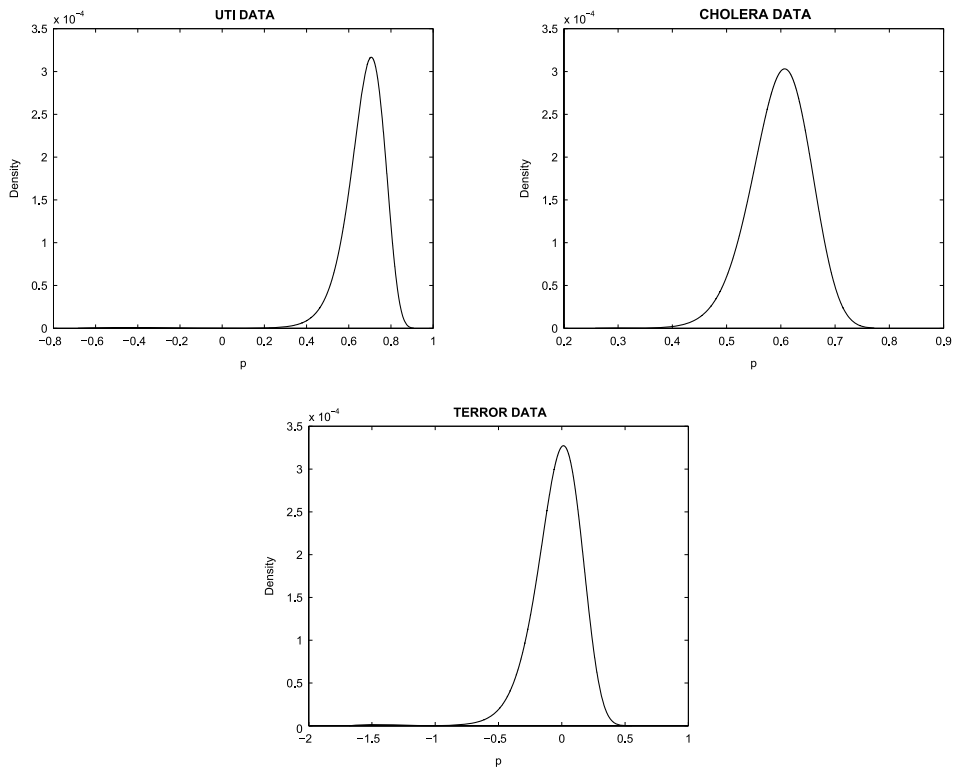 UTI DATA
x 10⁻⁴
3.5
3
2.5
2
1.5
1
0.5
0
Density
−0.8 −0.6 −0.4 −0.2 0 0.2 0.4 0.6 0.8 1
p
CHOLERA DATA
x 10⁻⁴
3.5
3
2.5
2
1.5
1
0.5
0
Density
0.2 0.3 0.4 0.5 0.6 0.7 0.8 0.9
p
TERROR DATA
x 10⁻⁴
3.5
3
2.5
2
1.5
1
0.5
0
Density
−2 −1.5 −1 −0.5 0 0.5 1
p